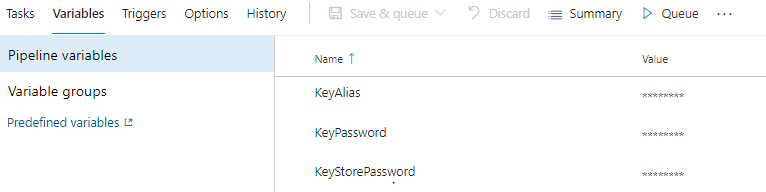 Tasks Variables Triggers Options History Save & queue Discard Summary Queue ...
Pipeline variables
Variable groups
Predefined variables
Name ↑ Value
KeyAlias ********
KeyPassword ********
KeyStorePassword ********